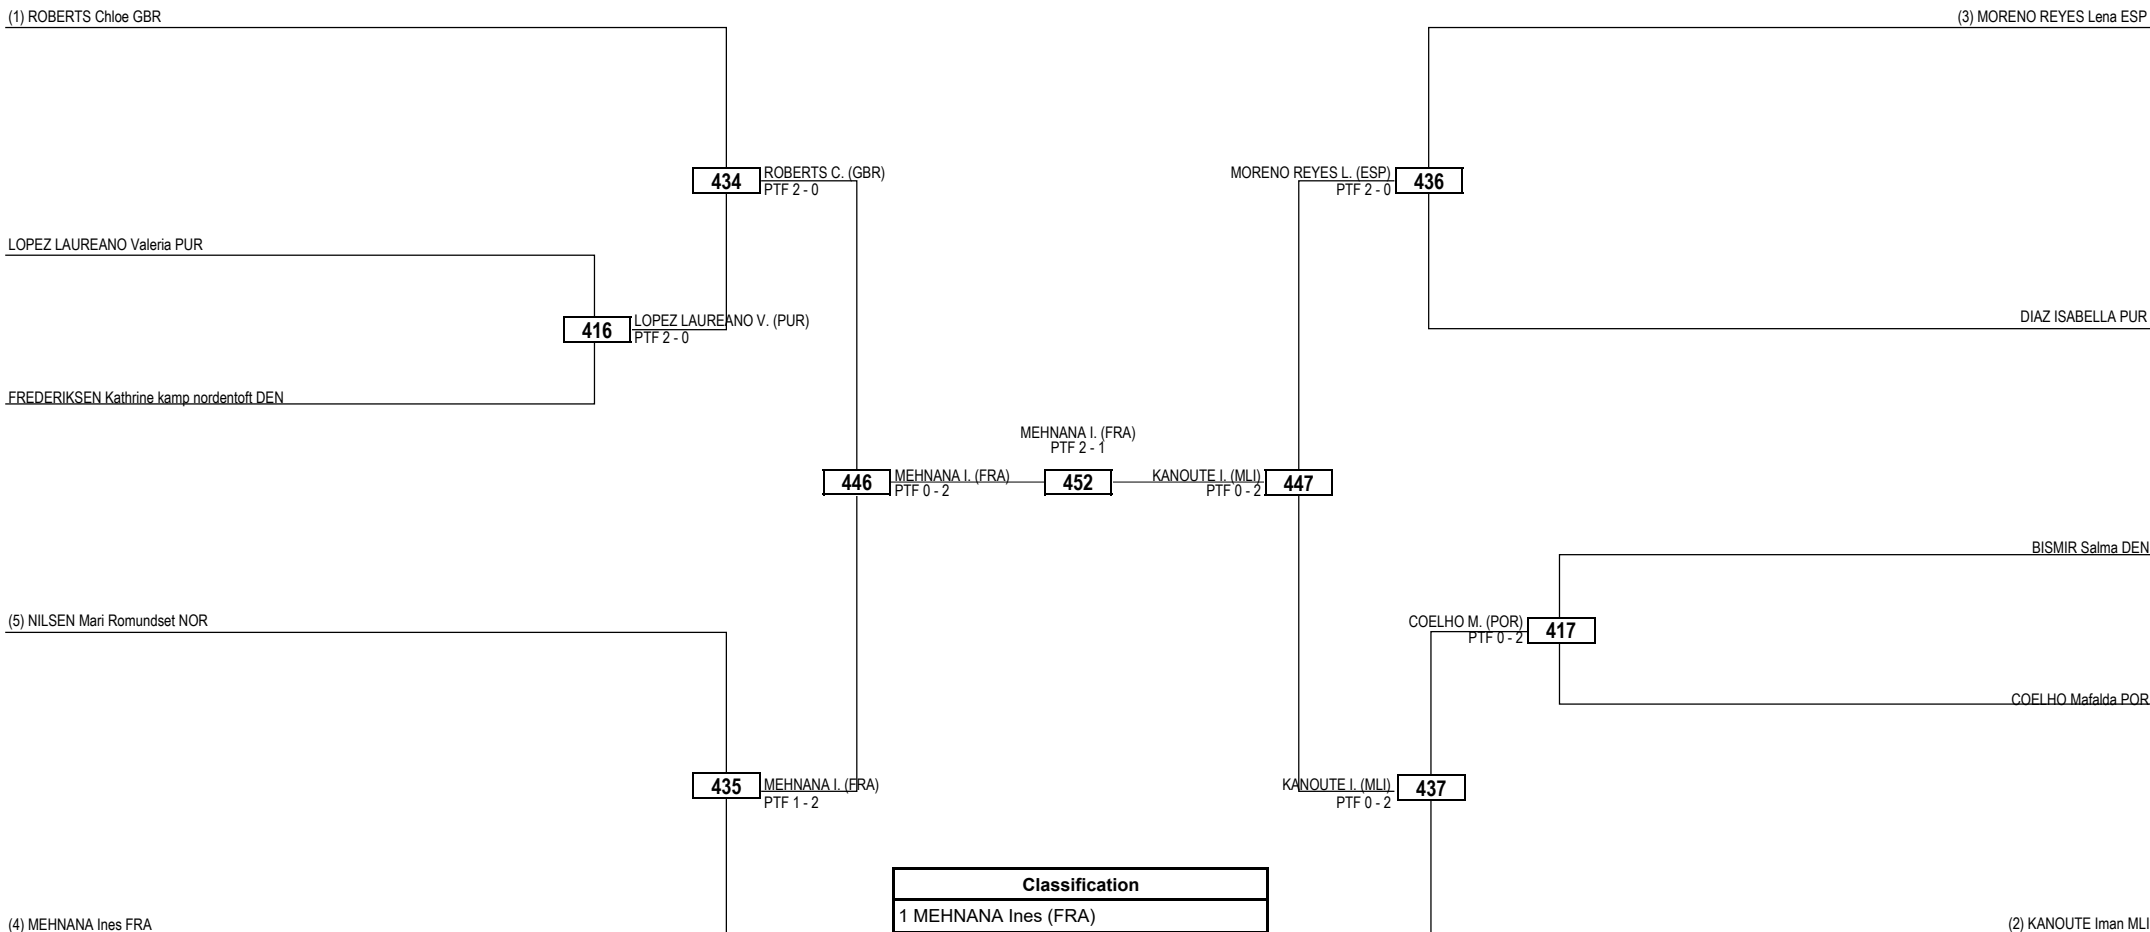 (1) ROBERTS Chloe GBR
(3) MORENO REYES Lena ESP
434
ROBERTS C. (GBR)
PTF 2 - 0
MORENO REYES L. (ESP)
PTF 2 - 0
436
LOPEZ LAUREANO Valeria PUR
416
LOPEZ LAUREANO V. (PUR)
PTF 2 - 0
DIAZ ISABELLA PUR
FREDERIKSEN Kathrine kamp nordentoft DEN
MEHNANA I. (FRA)
PTF 2 - 1
446
MEHNANA I. (FRA)
PTF 0 - 2
452
KANOUTE I. (MLI)
PTF 0 - 2
447
BISMIR Salma DEN
(5) NILSEN Mari Romundset NOR
COELHO M. (POR)
PTF 0 - 2
417
COELHO Mafalda POR
435
MEHNANA I. (FRA)
PTF 1 - 2
KANOUTE I. (MLI)
PTF 0 - 2
437
Classification
1 MEHNANA Ines (FRA)
(4) MEHNANA Ines FRA
(2) KANOUTE Iman MLI